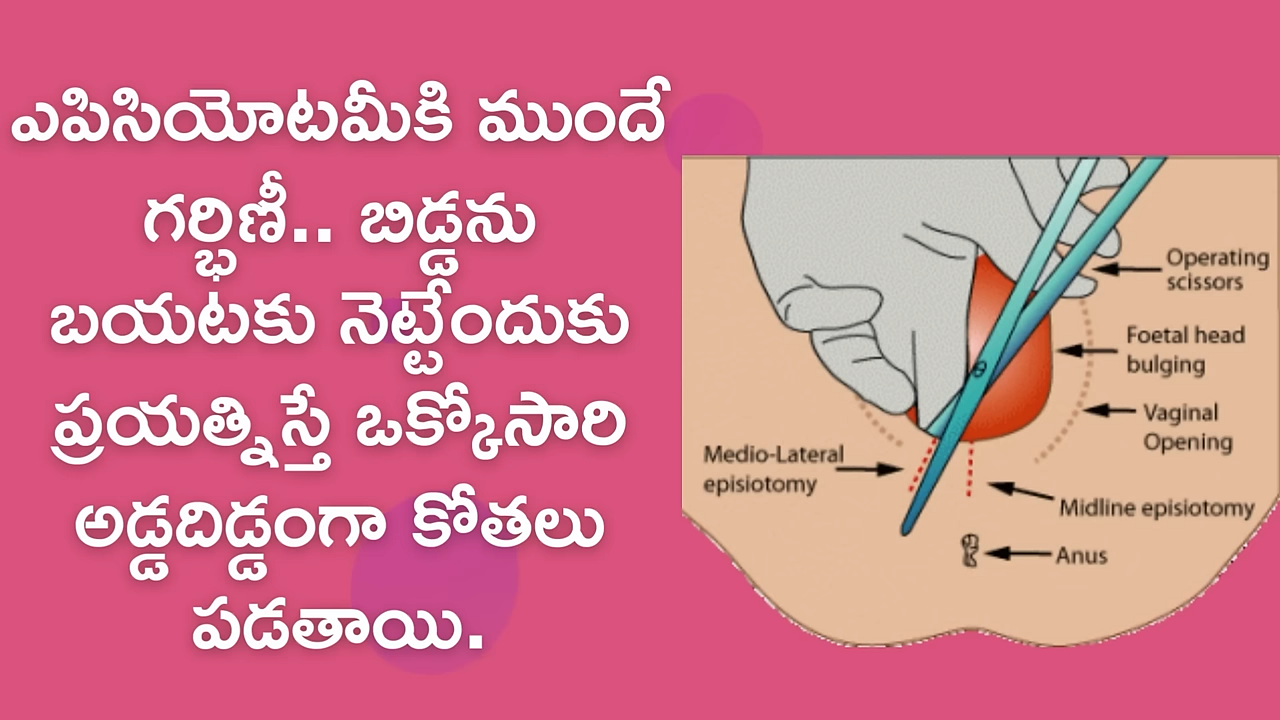 ఎపిసియోటమీకి ముందే
గర్భిణీ.. బిడ్డను
బయటకు నెట్టేందుకు
ప్రయత్నిస్తే ఒక్కోసారి
అడ్డదిడ్డంగా కోతలు
పడతాయి.
Operating
scissors
Foetal head
bulging
Vaginal
Opening
Medio-Lateral
episiotomy
Midline episiotomy
Anus